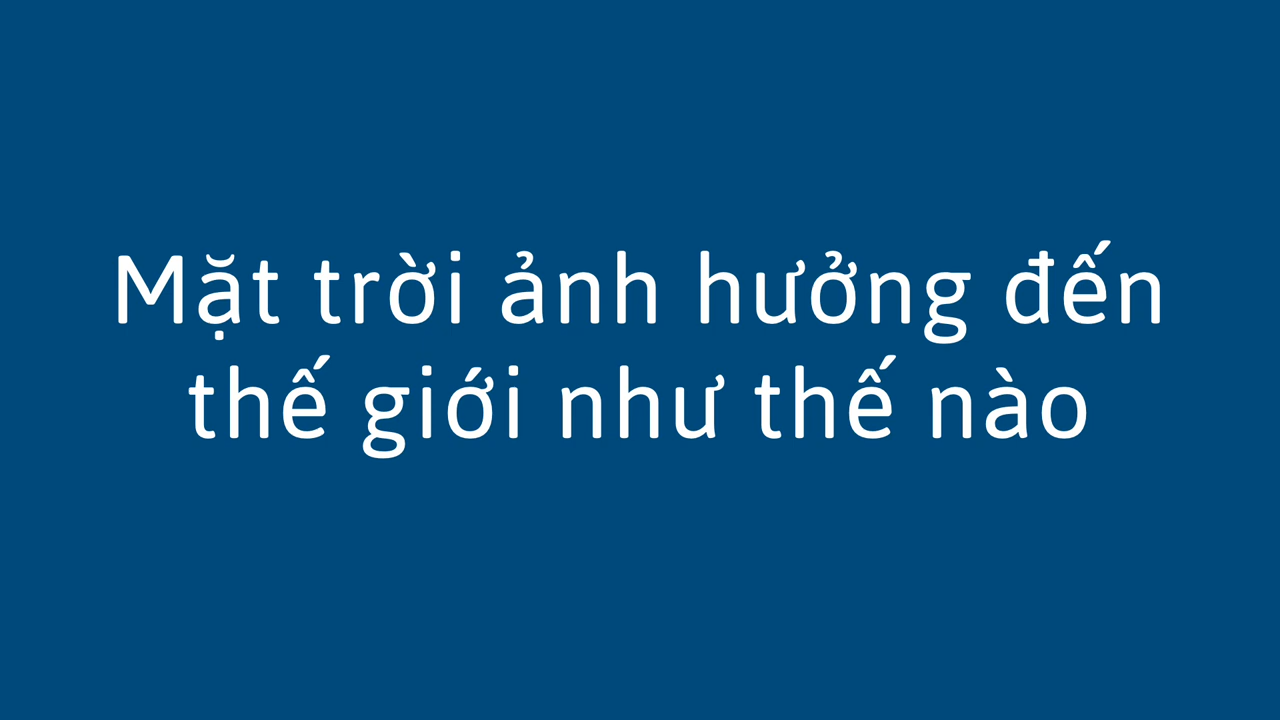 Mặt trời ảnh hưởng đến
thế giới như thế nào